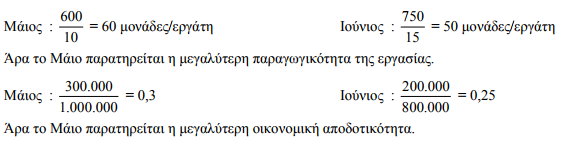 Μάιος : 600/10 = 60 μονάδες/εργάτη Ιούνιος : 750/15 = 50 μονάδες/εργάτη
Άρα το Μάιο παρατηρείται η μεγαλύτερη παραγωγικότητα της εργασίας.
Μάιος : 300.000/1.000.000 = 0,3 Ιούνιος : 200.000/800.000 = 0,25
Άρα το Μάιο παρατηρείται η μεγαλύτερη οικονομική αποδοτικότητα.